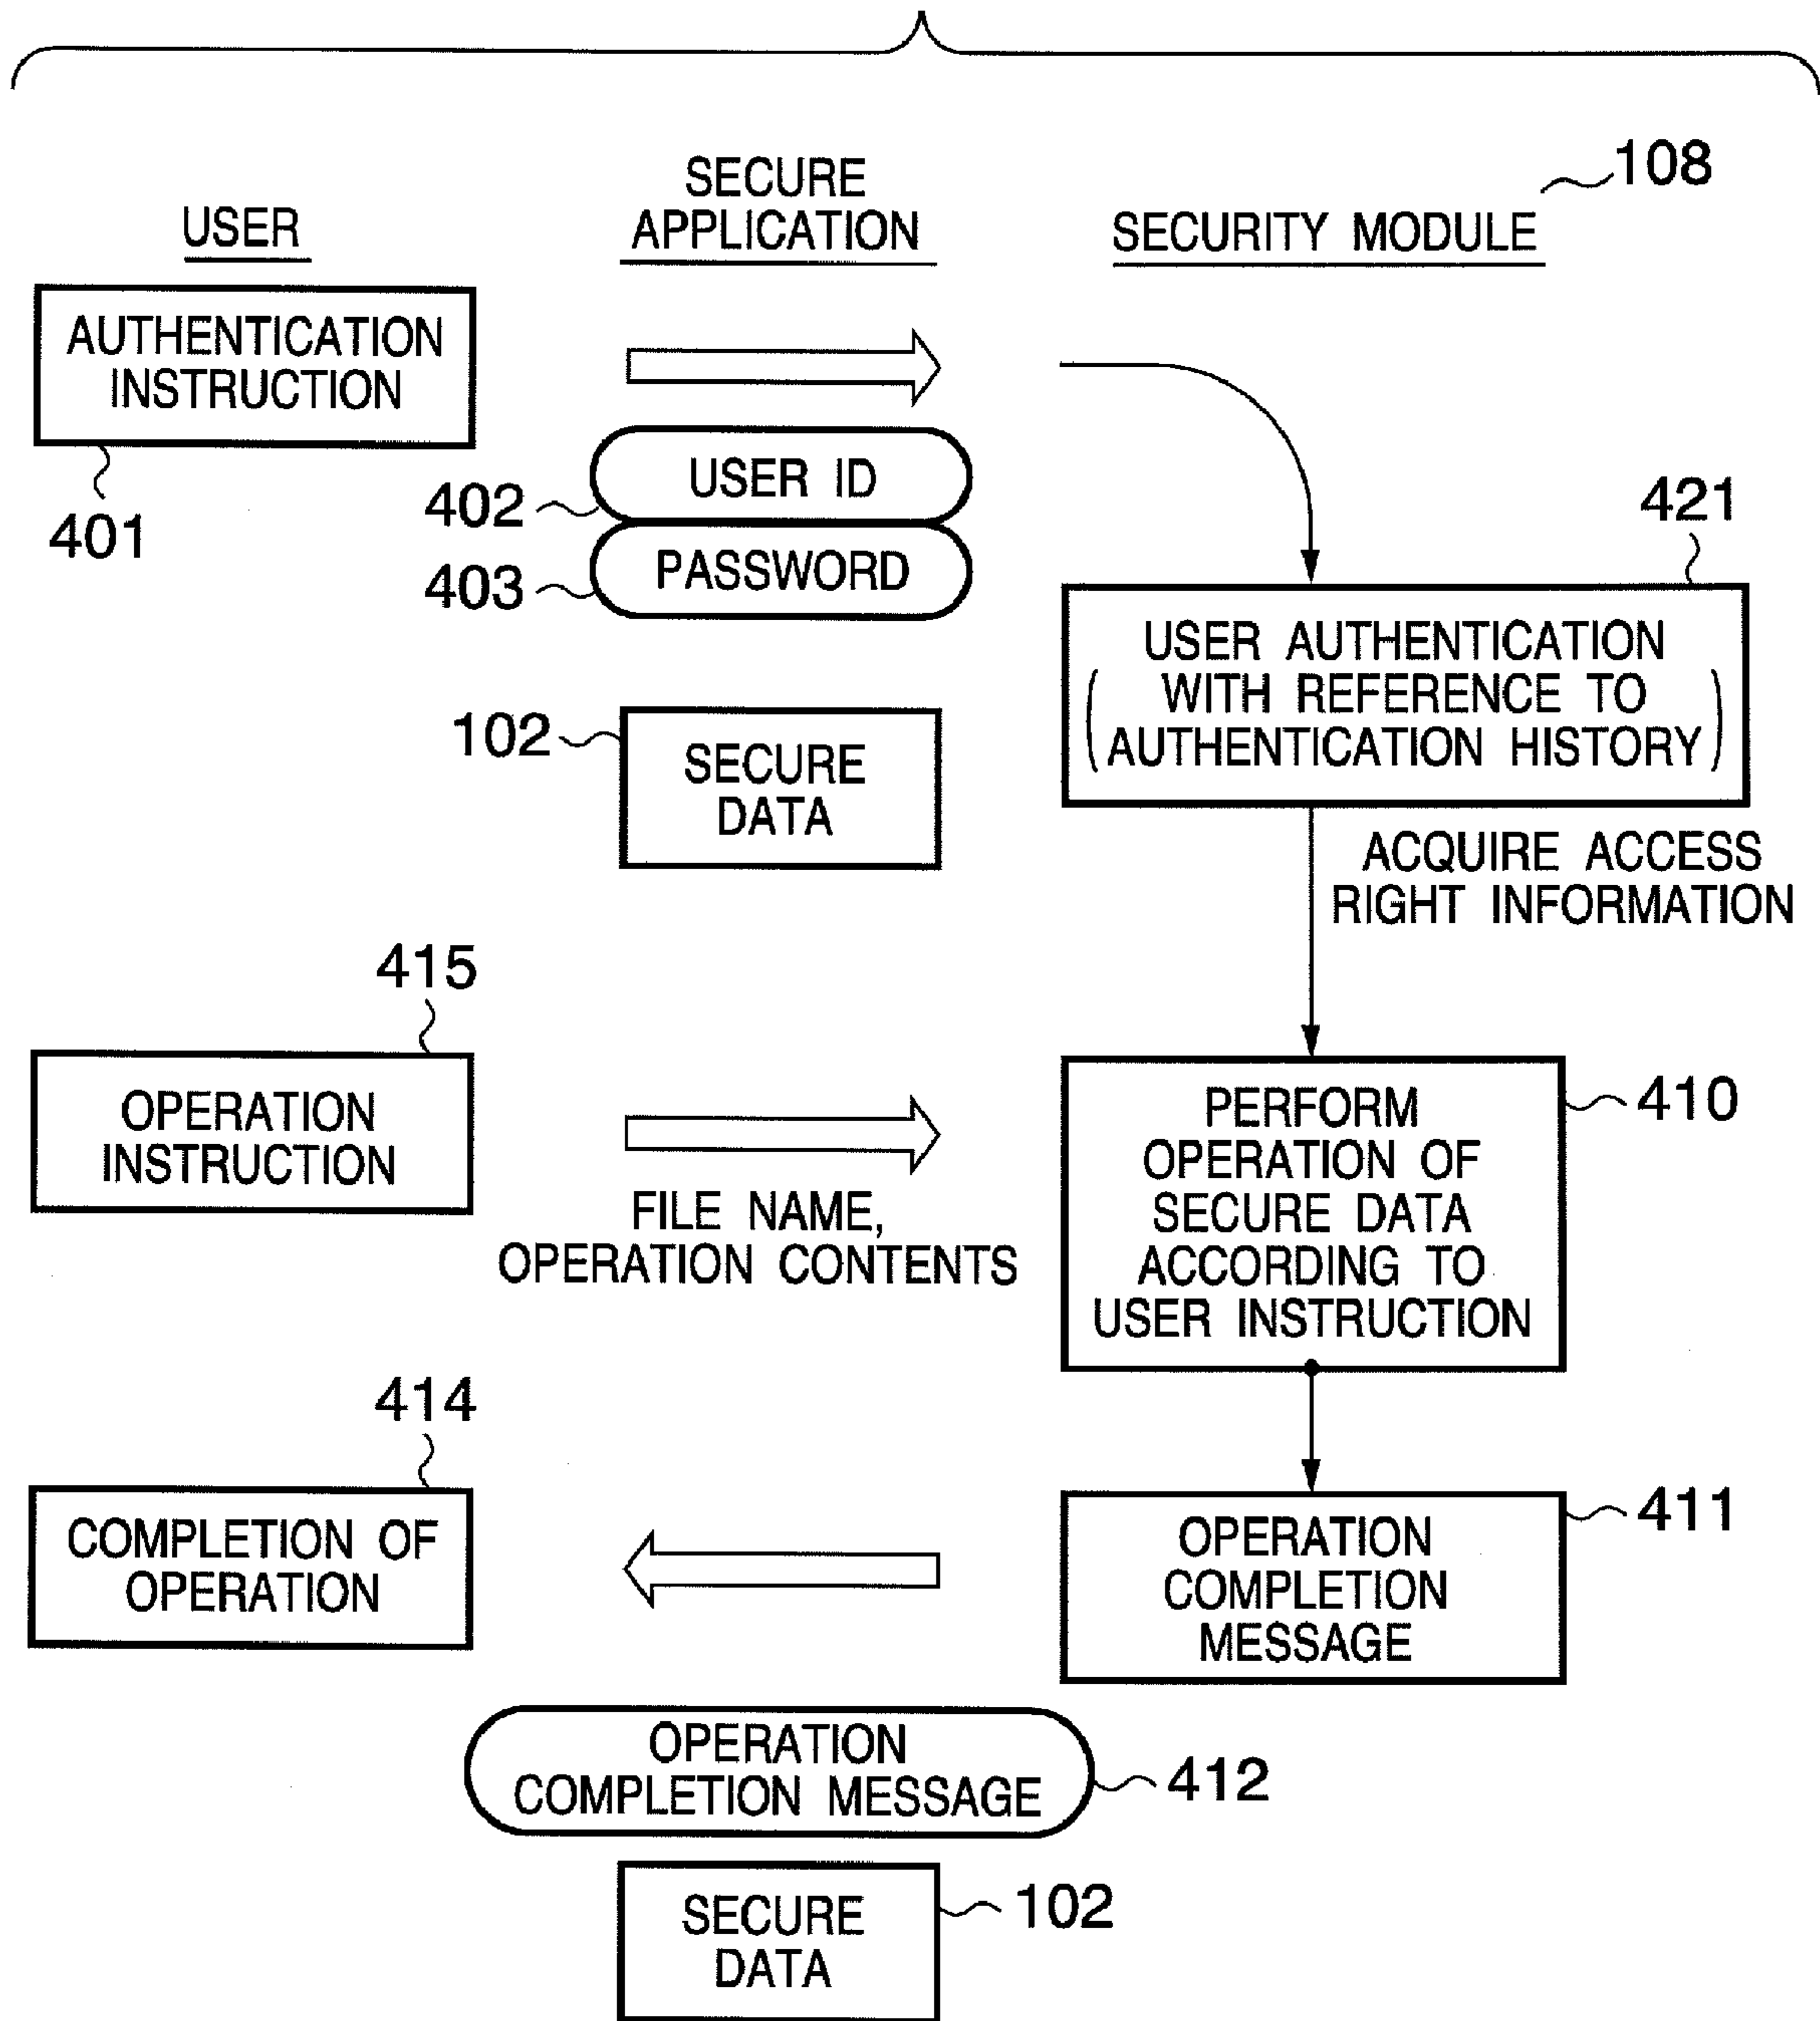 108
USER
SECURE
APPLICATION
SECURITY MODULE
AUTHENTICATION
INSTRUCTION
401
USER ID
402
PASSWORD
403
421
USER AUTHENTICATION
(WITH REFERENCE TO
AUTHENTICATION HISTORY)
102
SECURE
DATA
ACQUIRE ACCESS
RIGHT INFORMATION
415
OPERATION
INSTRUCTION
FILE NAME,
OPERATION CONTENTS
PERFORM
OPERATION OF
SECURE DATA
ACCORDING TO
USER INSTRUCTION
410
414
COMPLETION OF
OPERATION
OPERATION
COMPLETION
MESSAGE
411
OPERATION
COMPLETION MESSAGE
412
SECURE
DATA
102